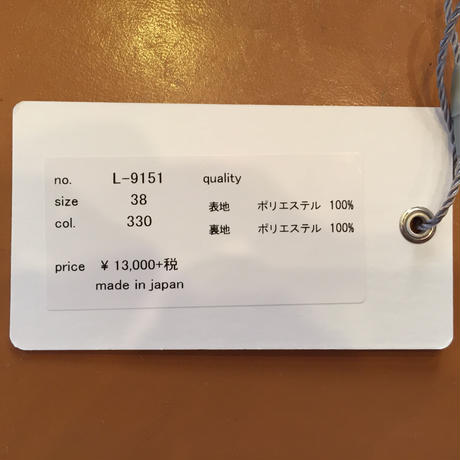 no. L-9151 quality
size 38 表地 ポリエステル 100%
col. 330 裏地 ポリエステル 100%
price ¥ 13,000+税
made in japan